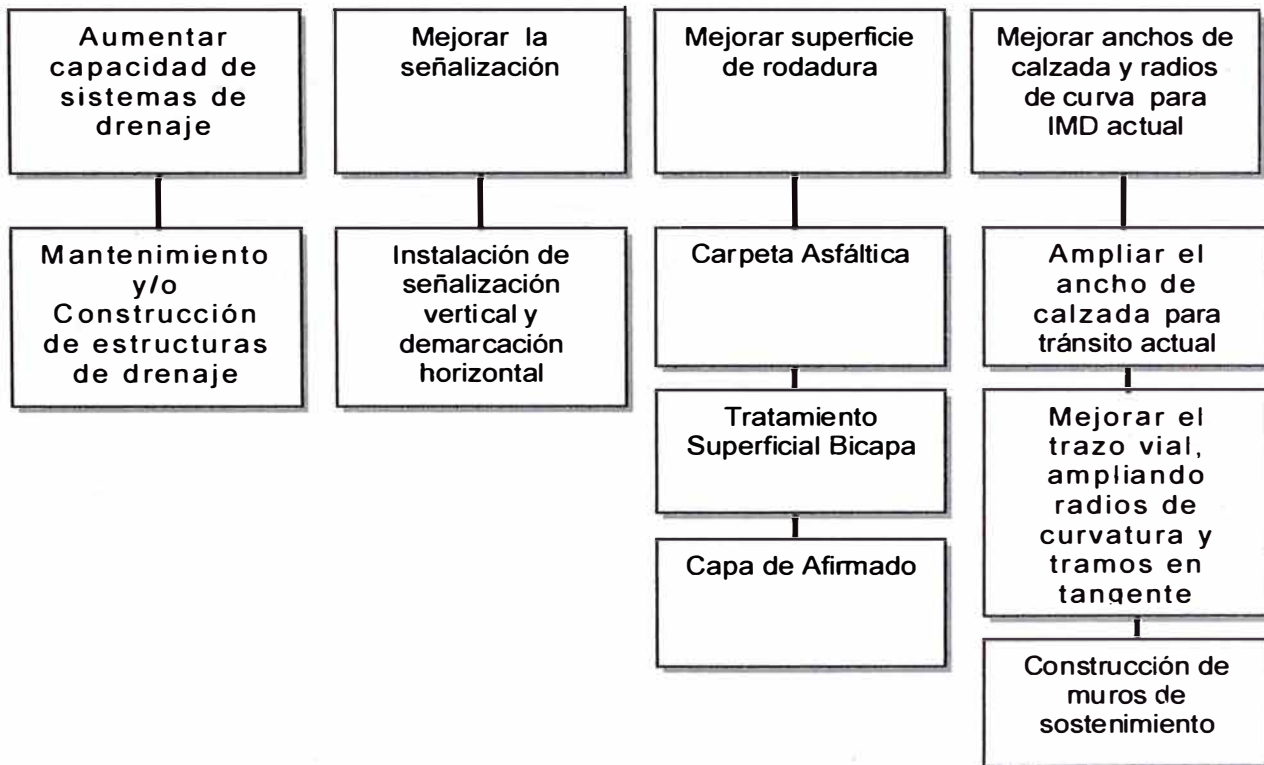 Aumentar
capacidad de
sistemas de
drenaje
Mejorar la
señalización
Mejorar superficie
de rodadura
Mejorar anchos de
calzada y radios
de curva para
IMD actual
Mantenimiento
y/o
Construcción
de estructuras
de drenaje
Instalación de
señalización
vertical y
demarcación
horizontal
Carpeta Asfáltica
Ampliar el
ancho de
calzada para
tránsito actual
Tratamiento
Superficial Bicapa
Mejorar el
trazo vial,
ampliando
radios de
curvatura y
tramos en
tangente
Capa de Afirmado
Construcción de
muros de
sostenimiento